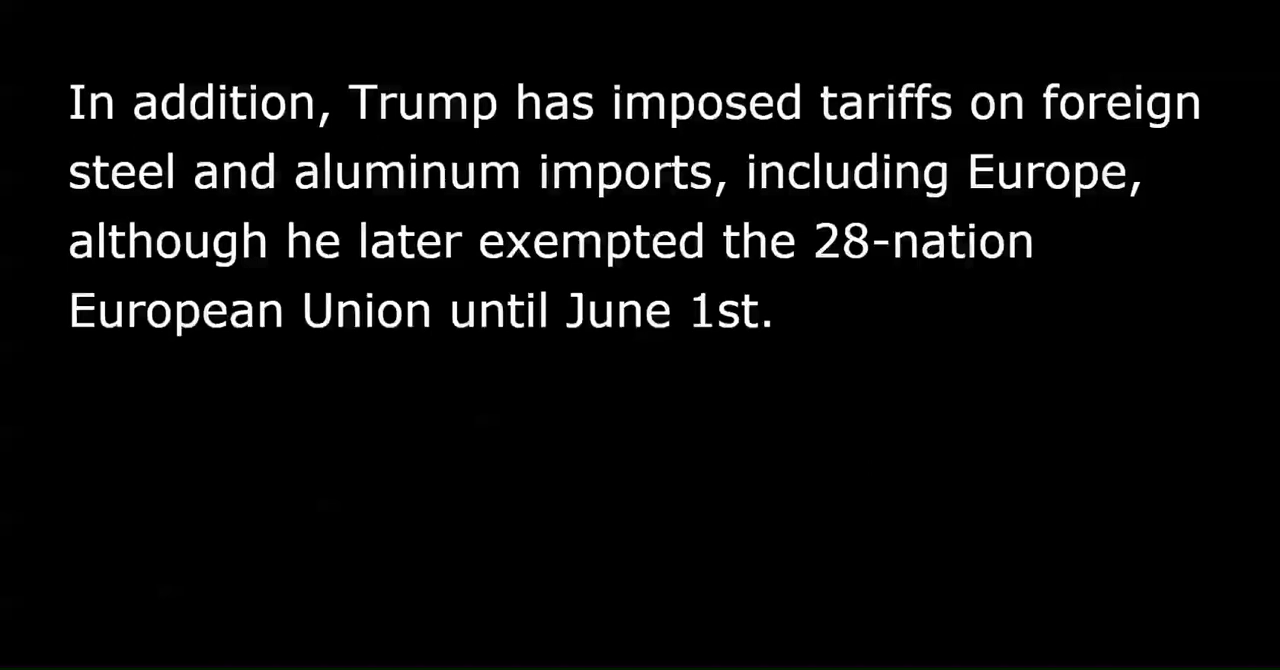 In addition, Trump has imposed tariffs on foreign
steel and aluminum imports, including Europe,
although he later exempted the 28-nation
European Union until June 1st.